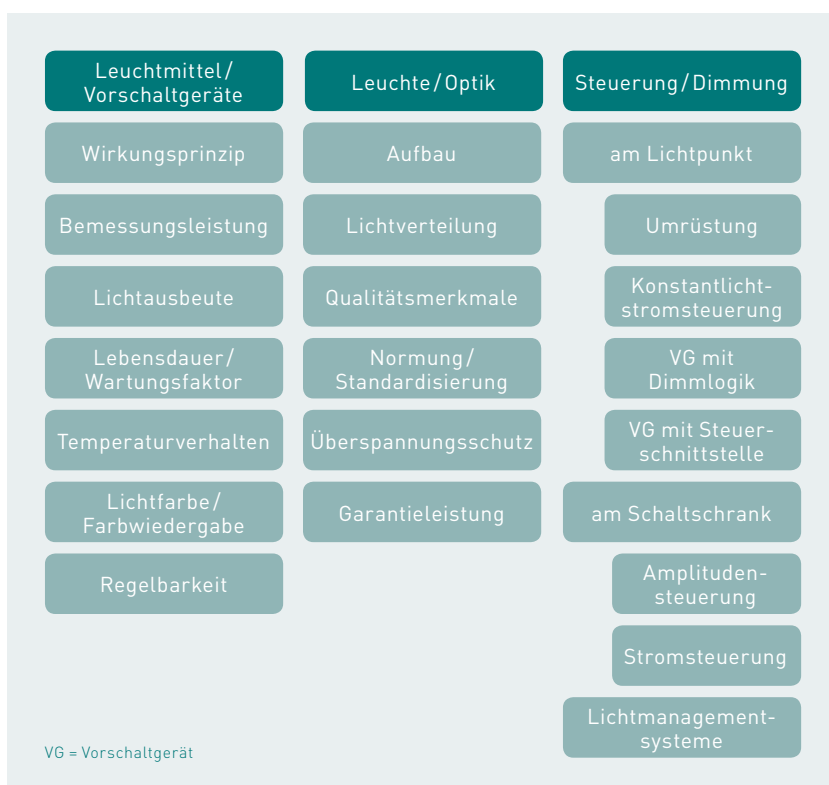 Leuchtmittel/
Vorschaltgeräte
Wirkungsprinzip
Bemessungsleistung
Lichtausbeute
Lebensdauer/
Wartungsfaktor
Temperaturverhalten
Lichtfarbe/
Farbwiedergabe
Regelbarkeit
Leuchte/Optik
Aufbau
Lichtverteilung
Qualitätsmerkmale
Normung/
Standardisierung
Überspannungsschutz
Garantieleistung
Steuerung/Dimmung
am Lichtpunkt
Umrüstung
Konstantlicht-
stromsteuerung
VG mit
Dimmlogik
VG mit Steuer-
schnittstelle
am Schaltschrank
Amplituden-
steuerung
Stromsteuerung
Lichtmanagement-
systeme
VG = Vorschaltgerät